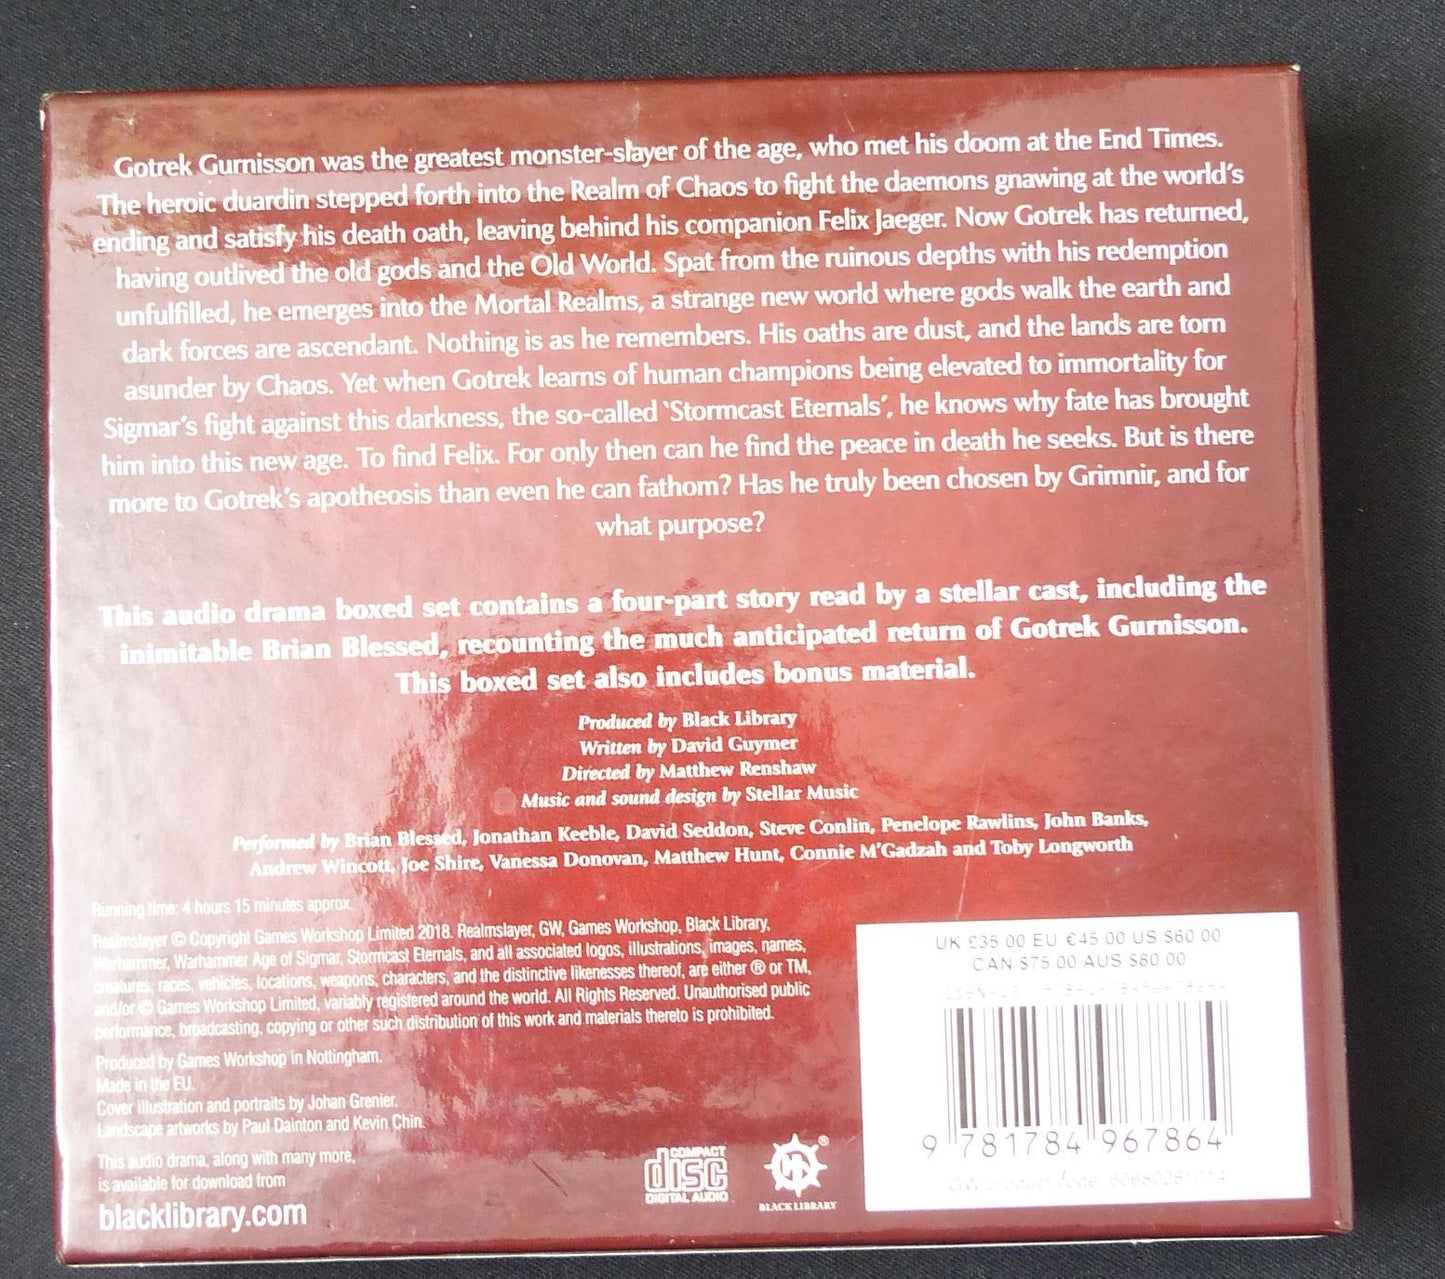 Gotrek Gurnisson was the greatest monster-slayer of the age, who met his doom at the End Times.
The heroic duardin stepped forth into the Realm of Chaos to fight the daemons gnawing at the world's
ending and satisfy his death oath, leaving behind his companion Felix Jaeger. Now Gotrek has returned,
having outlived the old gods and the Old World. Spat from the ruinous depths with his redemption
unfulfilled, he emerges into the Mortal Realms, a strange new world where gods walk the earth and
dark forces are ascendant. Nothing is as he remembers. His oaths are dust, and the lands are torn
asunder by Chaos. Yet when Gotrek learns of human champions being elevated to immortality for
Sigmar's fight against this darkness, the so-called 'Stormcast Eternals', he knows why fate has brought
him into this new age. To find Felix. For only then can he find the peace in death he seeks. But is there
more to Gotrek's apotheosis than even he can fathom? Has he truly been chosen by Grimnir, and for
what purpose?
This audio drama boxed set contains a four-part story read by a stellar cast, including the
inimitable Brian Blessed, recounting the much anticipated return of Gotrek Gurnisson.
This boxed set also includes bonus material.
Produced by Black Library
Written by David Guymer
Directed by Matthew Renshaw
Music and sound design by Stellar Music
Performed by Brian Blessed, Jonathan Keeble, David Seddon, Steve Conlin, Penelope Rawlins, John Banks,
Andrew Wincott, Joe Shire, Vanessa Donovan, Matthew Hunt, Connie M'Gadzah and Toby Longworth
Running time: 4 hours 15 minutes approx.
Realmslayer © Copyright Games Workshop Limited 2018. Realmslayer, GW, Games Workshop, Black Library,
Warhammer, Warhammer Age of Sigmar, Stormcast Eternals, and all associated logos, illustrations, images, names,
creatures, races, vehicles, locations, weapons, characters, and the distinctive likenesses thereof, are either ® or TM,
and/or © Games Workshop Limited, variably registered around the world. All Rights Reserved. Unauthorised public
performance, broadcasting, copying or other such distribution of this work and materials thereto is prohibited.
Produced by Games Workshop in Nottingham.
Made in the EU.
Cover illustration and portraits by Johan Grenier.
Landscape artworks by Paul Dainton and Kevin Chin.
This audio drama, along with many more,
is available for download from
blacklibrary.com
COMPACT
disc
DIGITAL AUDIO
®
BLACK LIBRARY
UK £35.00 EU €45.00 US $60.00
CAN $75.00 AUS $80.00
9 781784 967864
GW product code: 60680281014